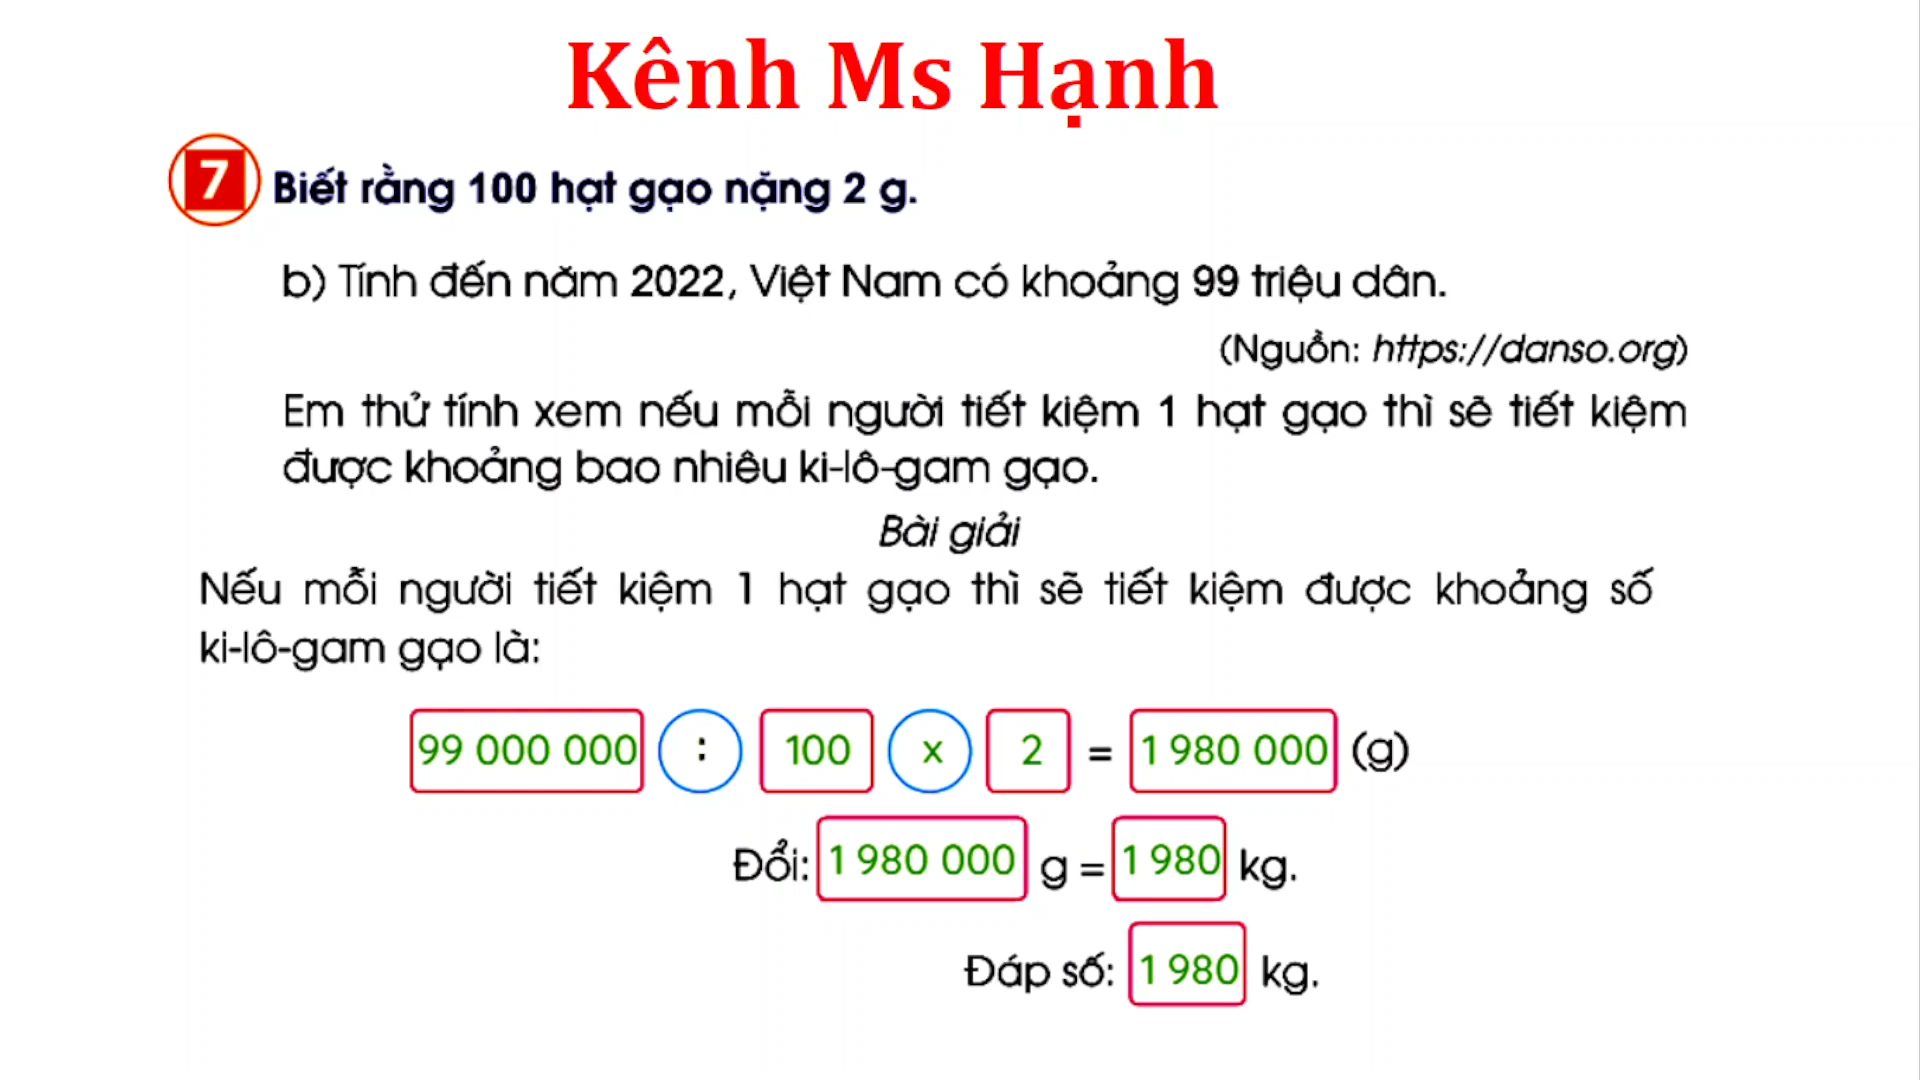 Kênh Ms Hạnh
7 Biết rằng 100 hạt gạo nặng 2 g.
b) Tính đến năm 2022, Việt Nam có khoảng 99 triệu dân.
(Nguồn: https://danso.org)
Em thử tính xem nếu mỗi người tiết kiệm 1 hạt gạo thì sẽ tiết kiệm
được khoảng bao nhiêu ki-lô-gam gạo.
Bài giải
Nếu mỗi người tiết kiệm 1 hạt gạo thì sẽ tiết kiệm được khoảng số
ki-lô-gam gạo là:
99 000 000 : 100 x 2 = 1 980 000 (g)
Đổi: 1 980 000 g = 1 980 kg.
Đáp số: 1 980 kg.